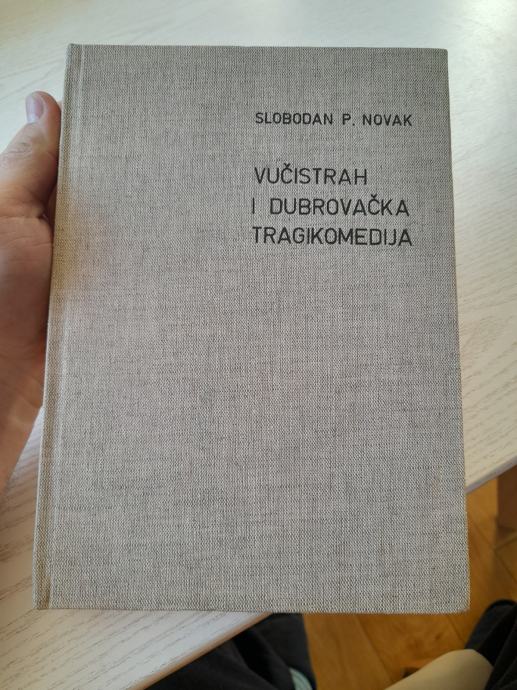 SLOBODAN P. NOVAK
VUČISTRAH
I DUBROVAČKA
TRAGIKOMEDIJA